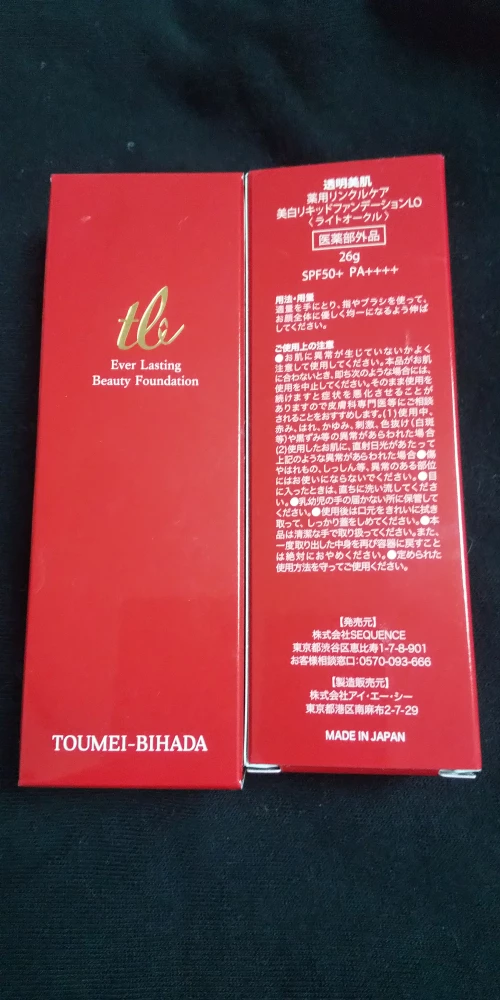 tb
Ever Lasting
Beauty Foundation
TOUMEI-BIHADA
透明美肌
薬用リンクルケア
美白リキッドファンデーションLO
〈ライトオークル〉
医薬部外品
26g
SPF50+ PA++++
用法・用量
適量を手にとり、指やブラシを使って、
お顔全体に優しく均一になるよう伸ば
してください。
ご使用上の注意
●お肌に異常が生じていないかよく
注意して使用してください。本品がお肌
に合わないとき、即ち次のような場合には、
使用を中止してください。そのまま使用を
続けますと症状を悪化させることが
ありますので皮膚科専門医等にご相談
されることをおすすめします。(1)使用中、
赤み、はれ、かゆみ、刺激、色抜け(白斑
等)や黒ずみ等の異常があらわれた場合
(2)使用したお肌に、直射日光があたって
上記のような異常があらわれた場合●傷
やはれもの、しっしん等、異常のある部位
にはお使いにならないでください。●目
に入ったときは、直ちに洗い流してくださ
い。●乳幼児の手の届かない所に保管して
ください。●使用後は口元をきれいに拭き
取って、しっかり蓋をしめてください。●本
品は清潔な手で取り扱ってください。また、
一度取り出した中身を再び容器に戻すこと
は絶対におやめください。●定められた
使用方法を守ってご使用ください。
【発売元】
株式会社SEQUENCE
東京都渋谷区恵比寿1-7-8-901
お客様相談窓口:0570-093-666
【製造販売元】
株式会社アイ・エー・シー
東京都港区南麻布2-7-29
MADE IN JAPAN